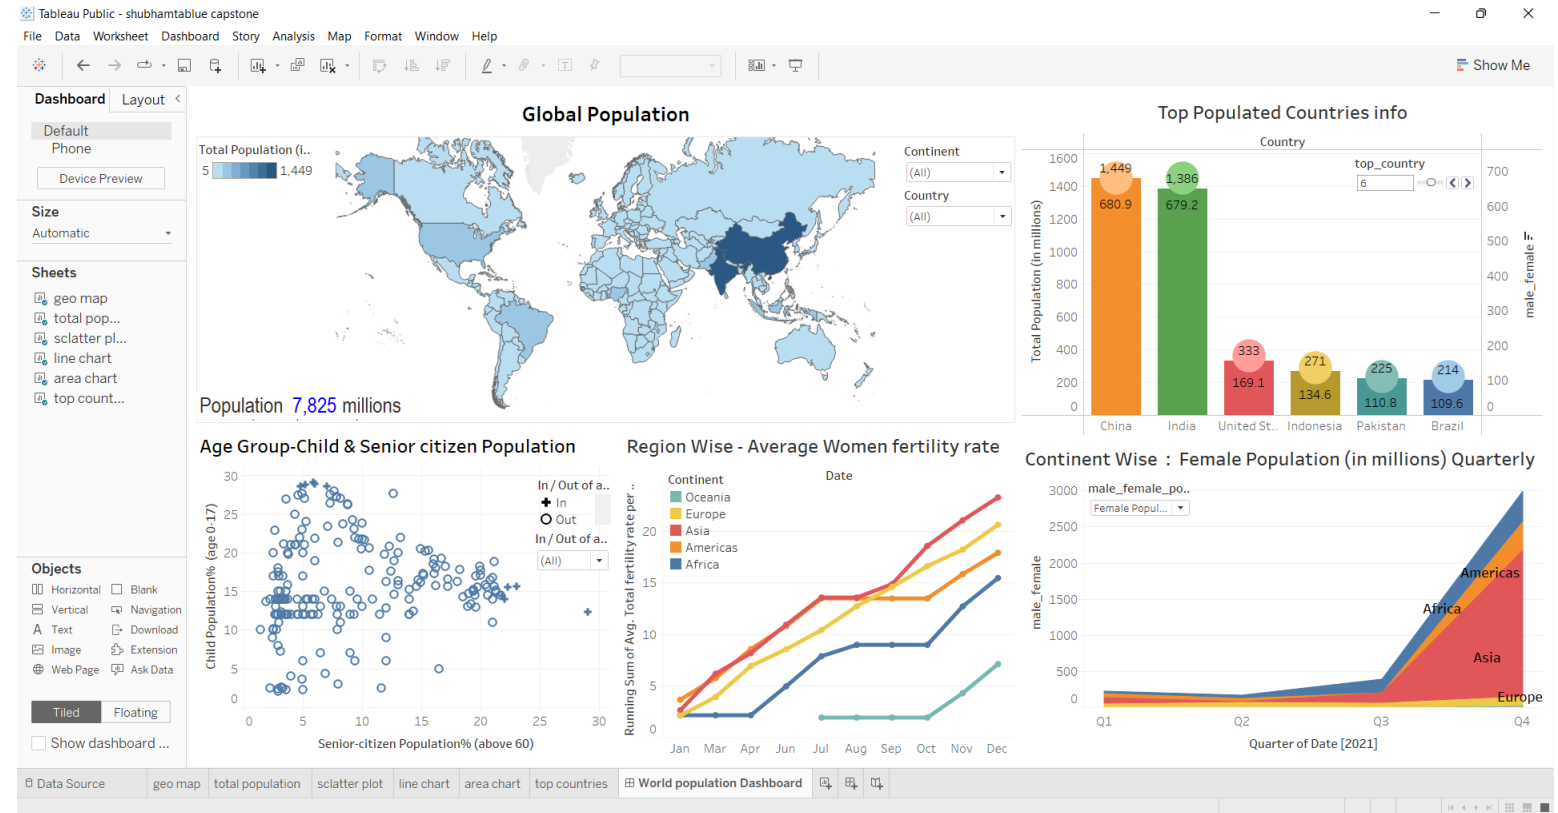 Tableau Public - shubhamtablue capstone
File Data Worksheet Dashboard Story Analysis Map Format Window Help
Show Me
Dashboard Layout
Default
Phone
Device Preview
Size
Automatic
Sheets
geo map
total pop...
sclatter pl...
line chart
area chart
top count...
Objects
Horizontal Blank
Vertical Navigation
Text Download
Image Extension
Web Page Ask Data
Tiled Floating
Show dashboard ...
Global Population
Total Population (i..
5 1,449
Continent
(All)
Country
(All)
Population 7,825 millions
Top Populated Countries info
Country
top_country
6
Total Population (in millions)
1600
1400
1200
1000
800
600
400
200
0
1,449
680.9
1,386
679.2
333
169.1
271
134.6
225
110.8
214
109.6
700
600
500
400
300
200
100
0
male_female
China India United St.. Indonesia Pakistan Brazil
Age Group-Child & Senior citizen Population
Child Population% (age 0-17)
30
25
20
15
10
5
0
In / Out of a..
In
Out
In / Out of a..
(All)
0 5 10 15 20 25 30
Senior-citizen Population% (above 60)
Region Wise - Average Women fertility rate
Date
Continent
Oceania
Europe
Asia
Americas
Africa
Running Sum of Avg. Total fertility rate per ..
20
15
10
5
0
Jan Mar Apr Jun Jul Aug Sep Oct Nov Dec
Continent Wise : Female Population (in millions) Quarterly
male_female_po..
Female Popul...
male_female
3000
2500
2000
1500
1000
500
0
Americas
Africa
Asia
Europe
Q1 Q2 Q3 Q4
Quarter of Date [2021]
Data Source geo map total population sclatter plot line chart area chart top countries World population Dashboard